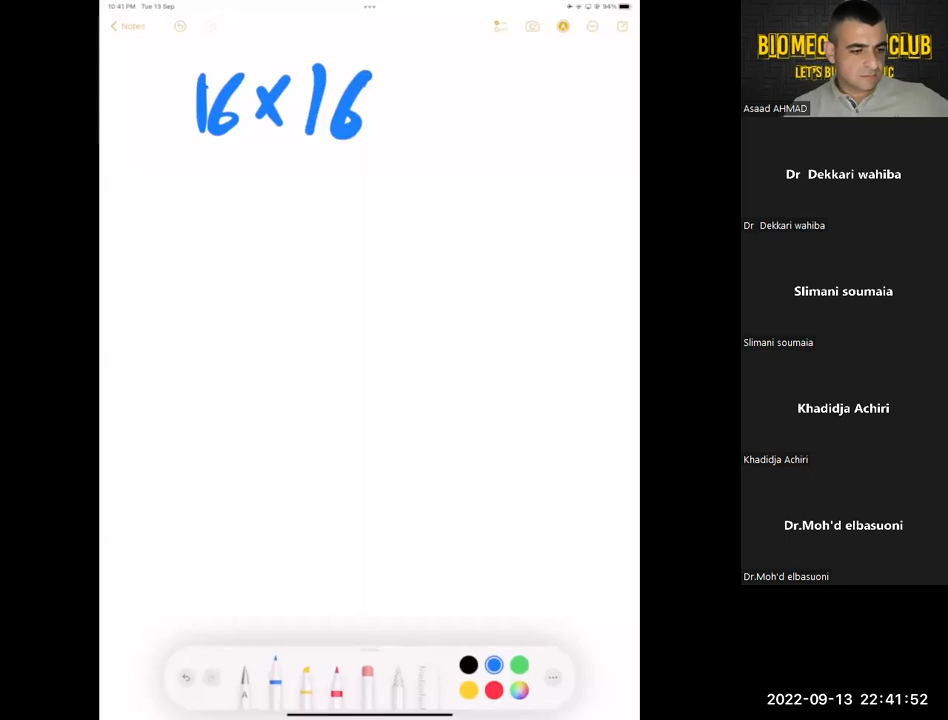 10:41 PM Tue 13 Sep
94%
Notes
16 x 16
A
LET'S
Asaad AHMAD
Dr Dekkari wahiba
Dr Dekkari wahiba
Slimani soumaia
Slimani soumaia
Khadidja Achiri
Khadidja Achiri
Dr.Moh'd elbasuoni
Dr.Moh'd elbasuoni
2022-09-13 22:41:52